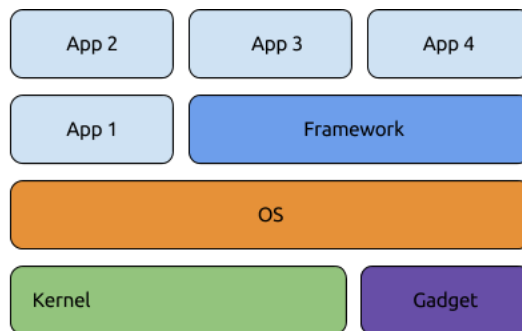 App 2
App 3
App 4
App 1
Framework
OS
Kernel
Gadget